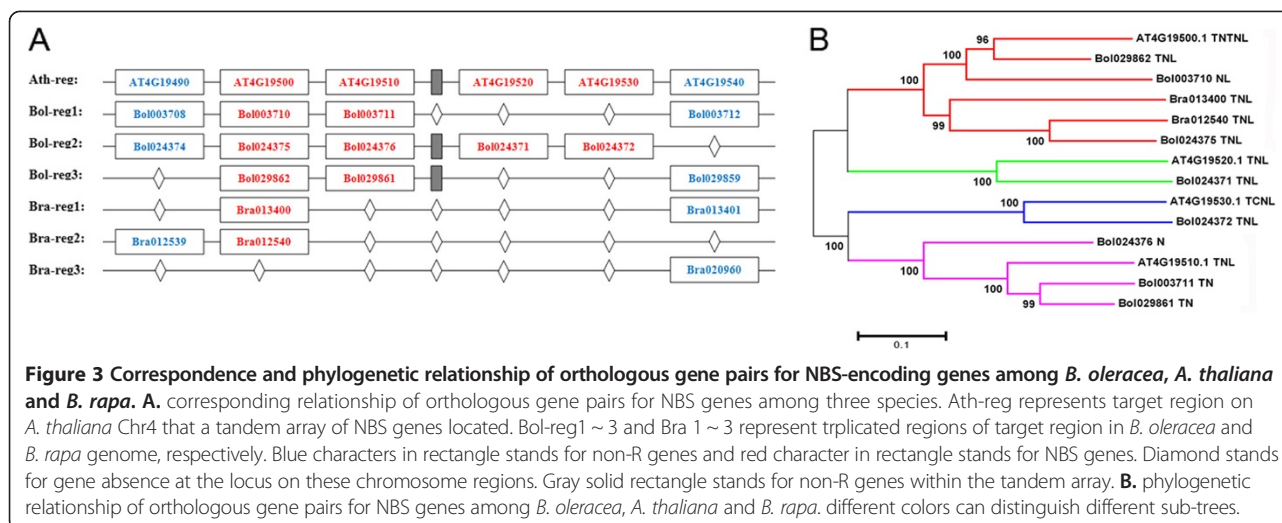 A
Ath-reg: AT4G19490 AT4G19500 AT4G19510 AT4G19520 AT4G19530 AT4G19540
Bol-reg1: Bol003708 Bol003710 Bol003711 Bol003712
Bol-reg2: Bol024374 Bol024375 Bol024376 Bol024371 Bol024372
Bol-reg3: Bol029862 Bol029861 Bol029859
Bra-reg1: Bra013400 Bra013401
Bra-reg2: Bra012539 Bra012540
Bra-reg3: Bra020960
B
96 AT4G19500.1 TNTNL
100 Bol029862 TNL
100 Bol003710 NL
Bra013400 TNL
99 Bra012540 TNL
100 Bol024375 TNL
AT4G19520.1 TNL
100 Bol024371 TNL
100 AT4G19530.1 TCNL
Bol024372 TNL
100 Bol024376 N
100 AT4G19510.1 TNL
100 Bol003711 TN
99 Bol029861 TN
0.1
Figure 3 Correspondence and phylogenetic relationship of orthologous gene pairs for NBS-encoding genes among B. oleracea, A. thaliana
and B. rapa. A. corresponding relationship of orthologous gene pairs for NBS genes among three species. Ath-reg represents target region on
A. thaliana Chr4 that a tandem array of NBS genes located. Bol-reg1 ~ 3 and Bra 1 ~ 3 represent trplicated regions of target region in B. oleracea and
B. rapa genome, respectively. Blue characters in rectangle stands for non-R genes and red character in rectangle stands for NBS genes. Diamond stands
for gene absence at the locus on these chromosome regions. Gray solid rectangle stands for non-R genes within the tandem array. B. phylogenetic
relationship of orthologous gene pairs for NBS genes among B. oleracea, A. thaliana and B. rapa. different colors can distinguish different sub-trees.